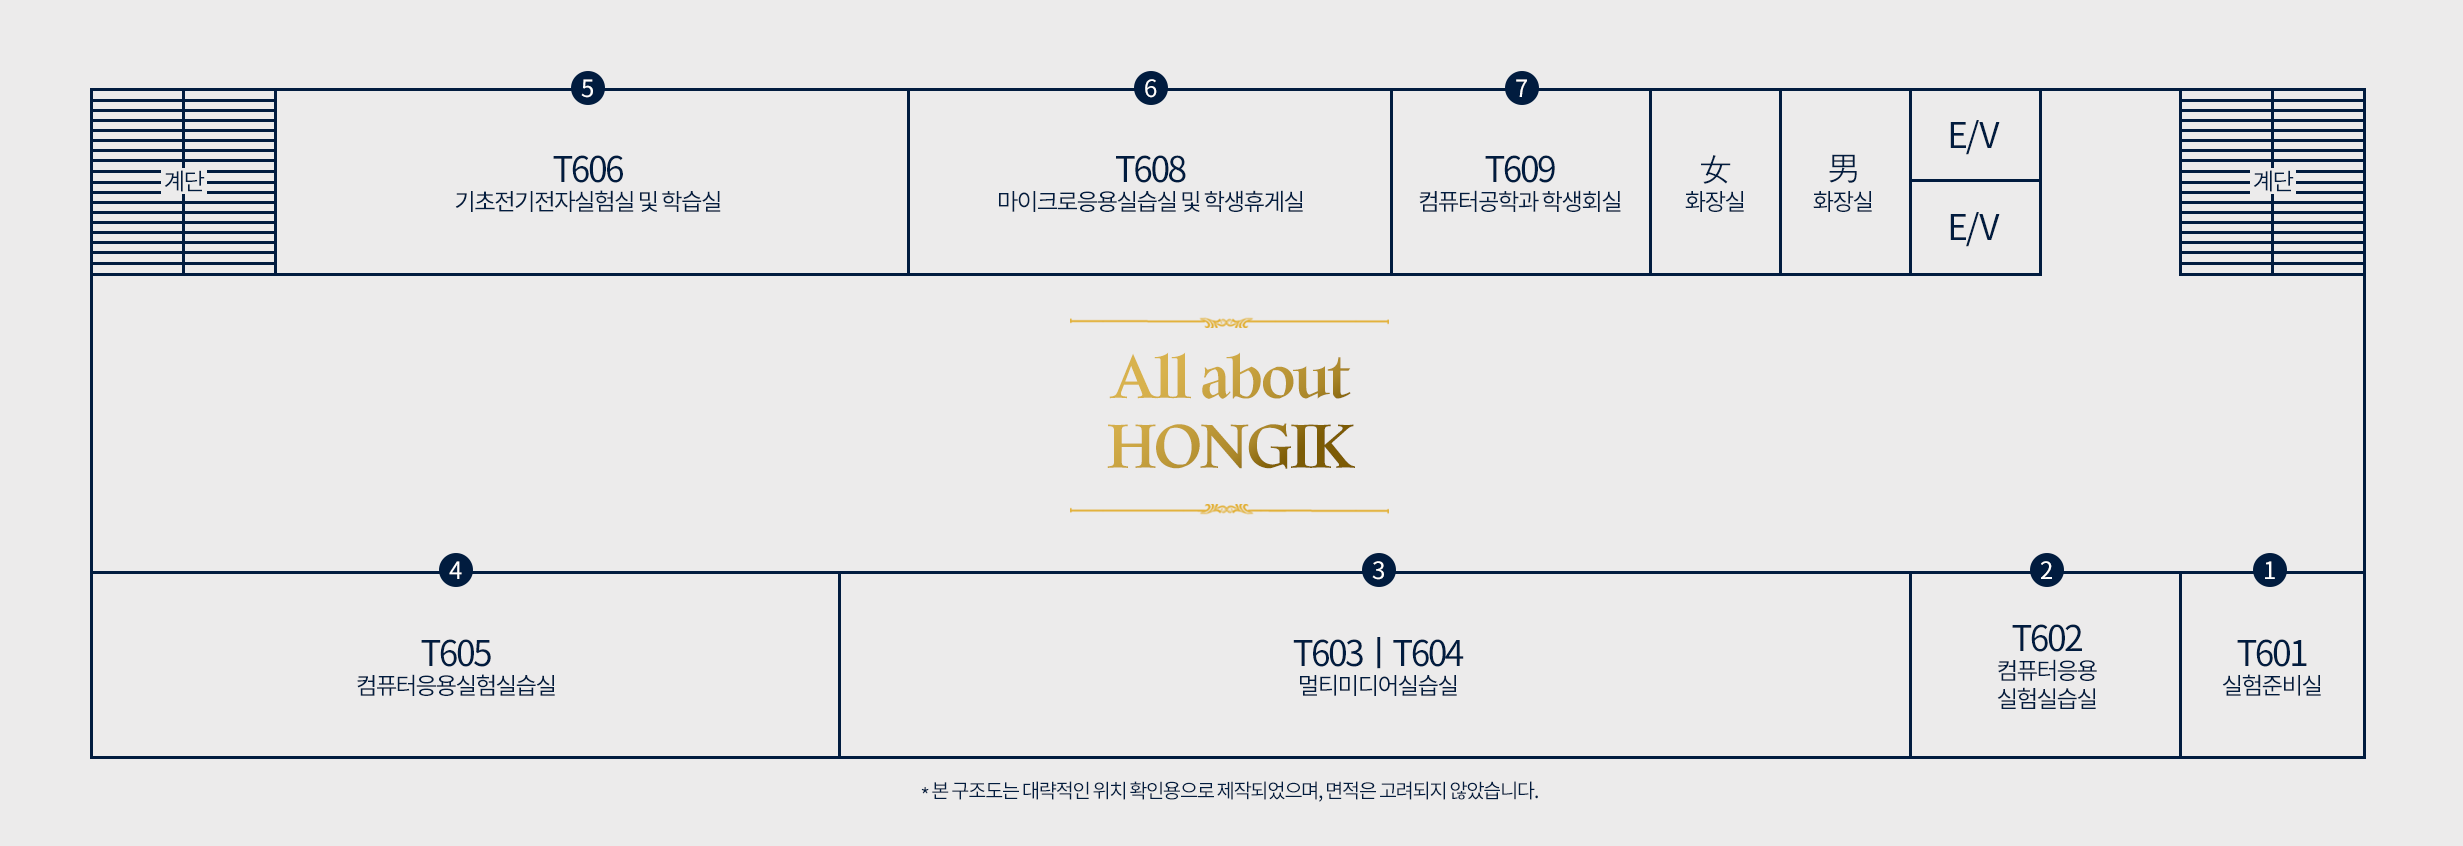 5
6
7
계단
T606
기초전기전자실험실 및 학습실
T608
마이크로응용실습실 및 학생휴게실
T609
컴퓨터공학과 학생회실
女
화장실
男
화장실
E/V
E/V
계단
All about
HONGIK
4
3
2
1
T605
컴퓨터응용실험실습실
T603 | T604
멀티미디어실습실
T602
컴퓨터응용
실험실습실
T601
실험준비실
* 본 구조도는 대략적인 위치 확인용으로 제작되었으며, 면적은 고려되지 않았습니다.